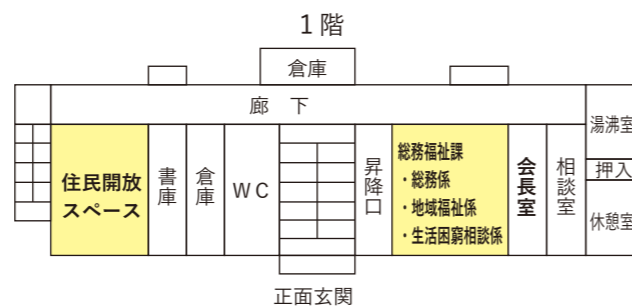 1階
倉庫
廊 下
湯沸室
押入
休憩室
住民開放
スペース
書庫
倉庫
WC
昇降口
総務福祉課
・総務係
・地域福祉係
・生活困窮相談係
会長室
相談室
正面玄関